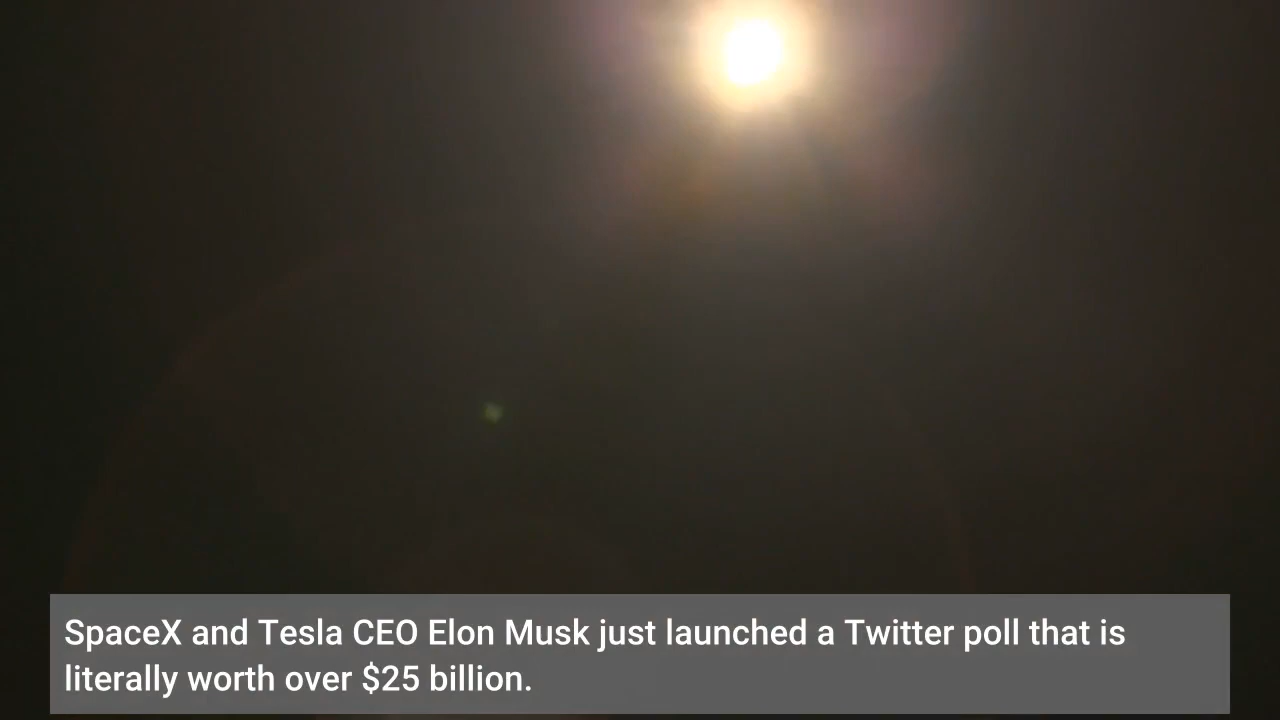 SpaceX and Tesla CEO Elon Musk just launched a Twitter poll that is
literally worth over $25 billion.